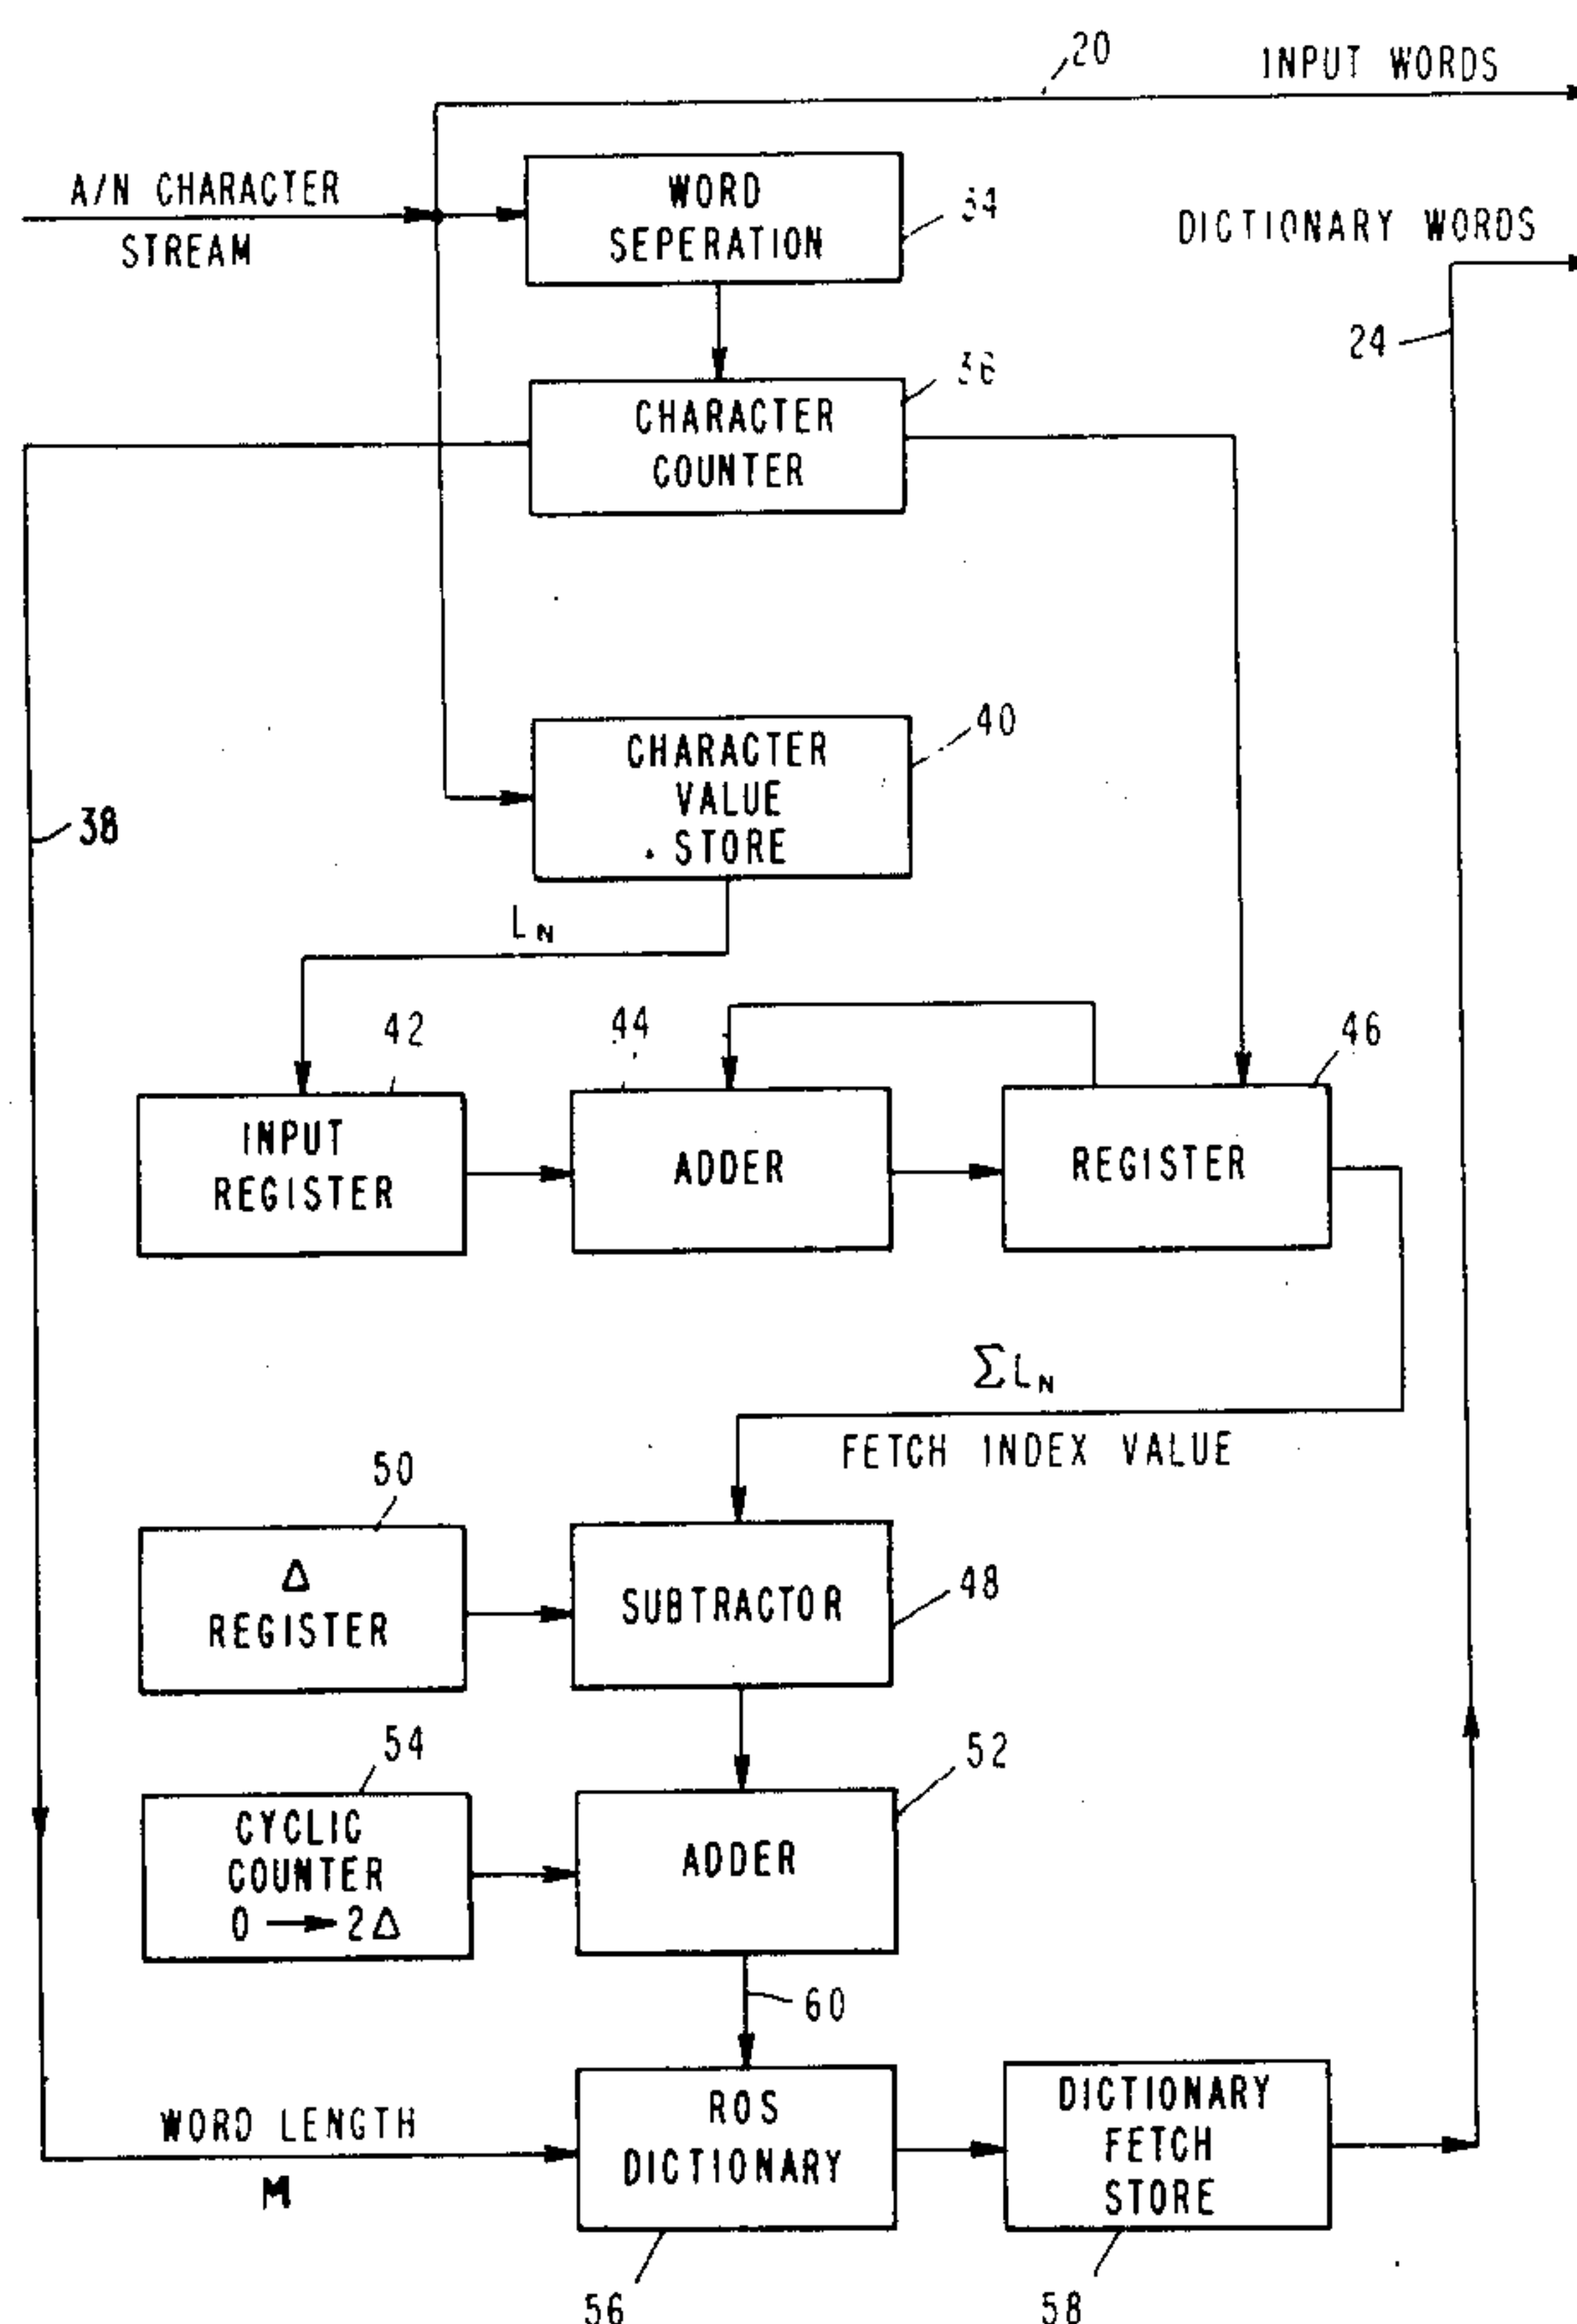 20
INPUT WORDS
A/N CHARACTER
STREAM
WORD
SEPERATION
34
DICTIONARY WORDS
24
36
CHARACTER
COUNTER
40
CHARACTER
VALUE
STORE
38
LN
42
44
46
INPUT
REGISTER
ADDER
REGISTER
ΣLN
FETCH INDEX VALUE
50
Δ
REGISTER
SUBTRACTOR
48
54
52
CYCLIC
COUNTER
0 → 2Δ
ADDER
60
WORD LENGTH
M
ROS
DICTIONARY
DICTIONARY
FETCH
STORE
56
58